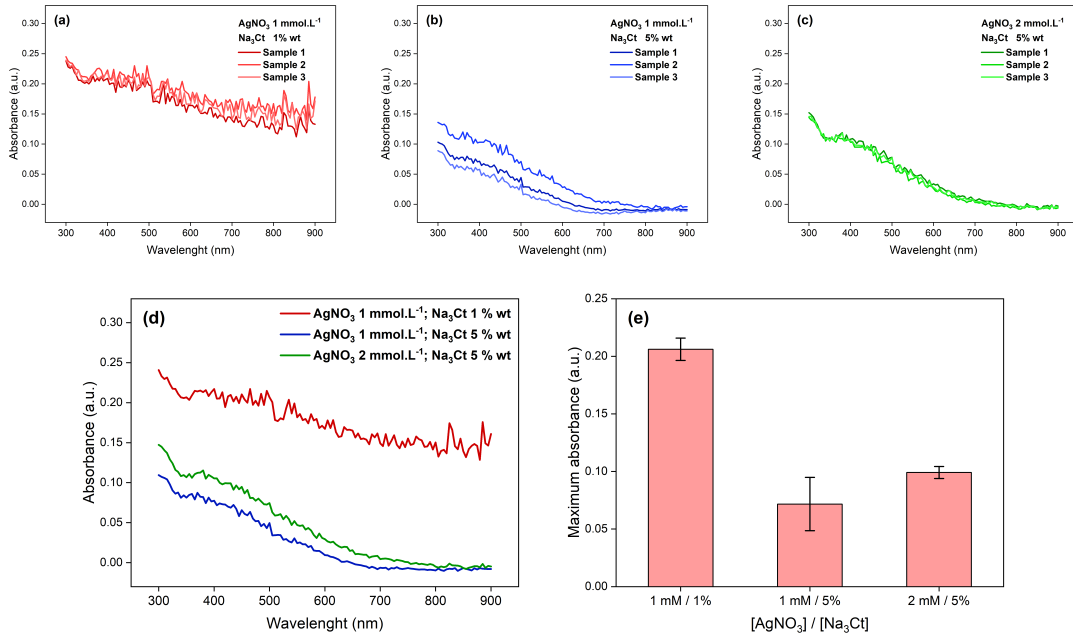 (a)
AgNO₃ 1 mmol.L⁻¹
Na₃Ct 1% wt
Sample 1
Sample 2
Sample 3
Absorbance (a.u.)
0.30
0.25
0.20
0.15
0.10
0.05
0.00
300 400 500 600 700 800 900
Wavelenght (nm)
(b)
AgNO₃ 1 mmol.L⁻¹
Na₃Ct 5% wt
Sample 1
Sample 2
Sample 3
Absorbance (a.u.)
0.30
0.25
0.20
0.15
0.10
0.05
0.00
300 400 500 600 700 800 900
Wavelenght (nm)
(c)
AgNO₃ 2 mmol.L⁻¹
Na₃Ct 5% wt
Sample 1
Sample 2
Sample 3
Absorbance (a.u.)
0.30
0.25
0.20
0.15
0.10
0.05
0.00
300 400 500 600 700 800 900
Wavelenght (nm)
(d)
AgNO₃ 1 mmol.L⁻¹; Na₃Ct 1 % wt
AgNO₃ 1 mmol.L⁻¹; Na₃Ct 5 % wt
AgNO₃ 2 mmol.L⁻¹; Na₃Ct 5 % wt
Absorbance (a.u.)
0.30
0.25
0.20
0.15
0.10
0.05
0.00
300 400 500 600 700 800 900
Wavelenght (nm)
(e)
Maximum absorbance (a.u.)
0.25
0.20
0.15
0.10
0.05
0.00
1 mM / 1% 1 mM / 5% 2 mM / 5%
[AgNO₃] / [Na₃Ct]